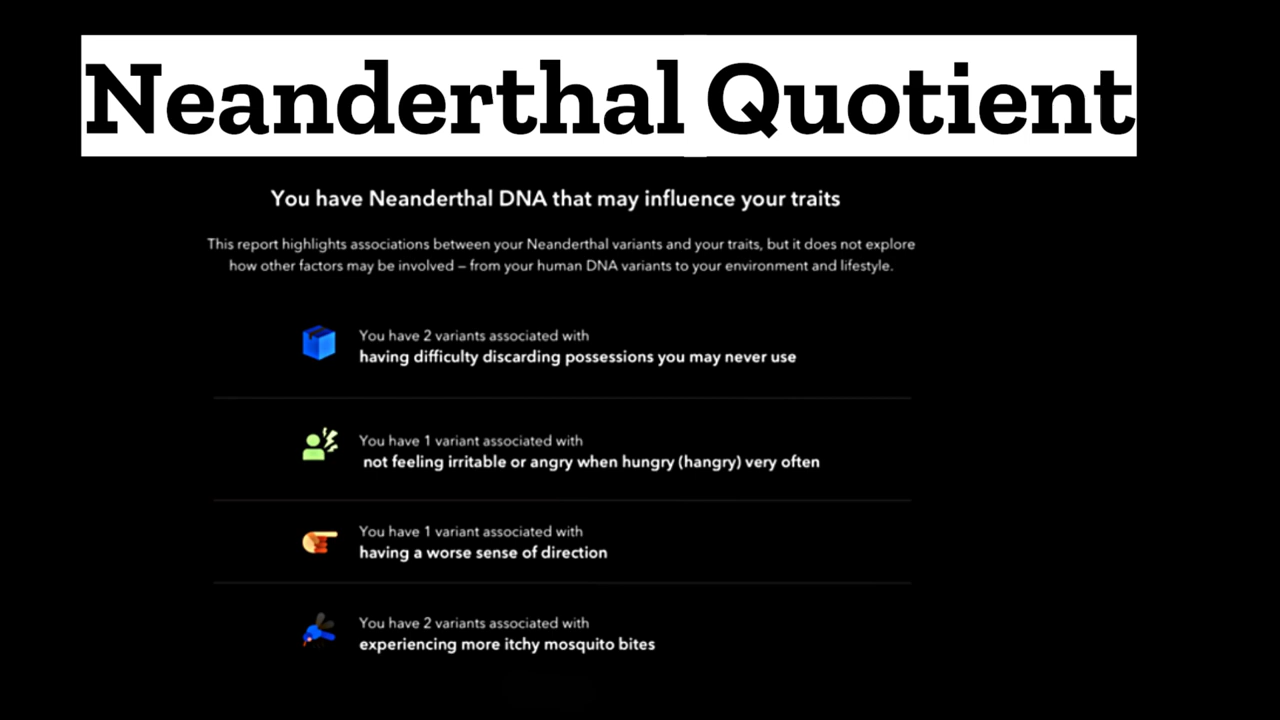 Neanderthal Quotient
You have Neanderthal DNA that may influence your traits
This report highlights associations between your Neanderthal variants and your traits, but it does not explore
how other factors may be involved – from your human DNA variants to your environment and lifestyle.
You have 2 variants associated with
having difficulty discarding possessions you may never use
You have 1 variant associated with
not feeling irritable or angry when hungry (hangry) very often
You have 1 variant associated with
having a worse sense of direction
You have 2 variants associated with
experiencing more itchy mosquito bites